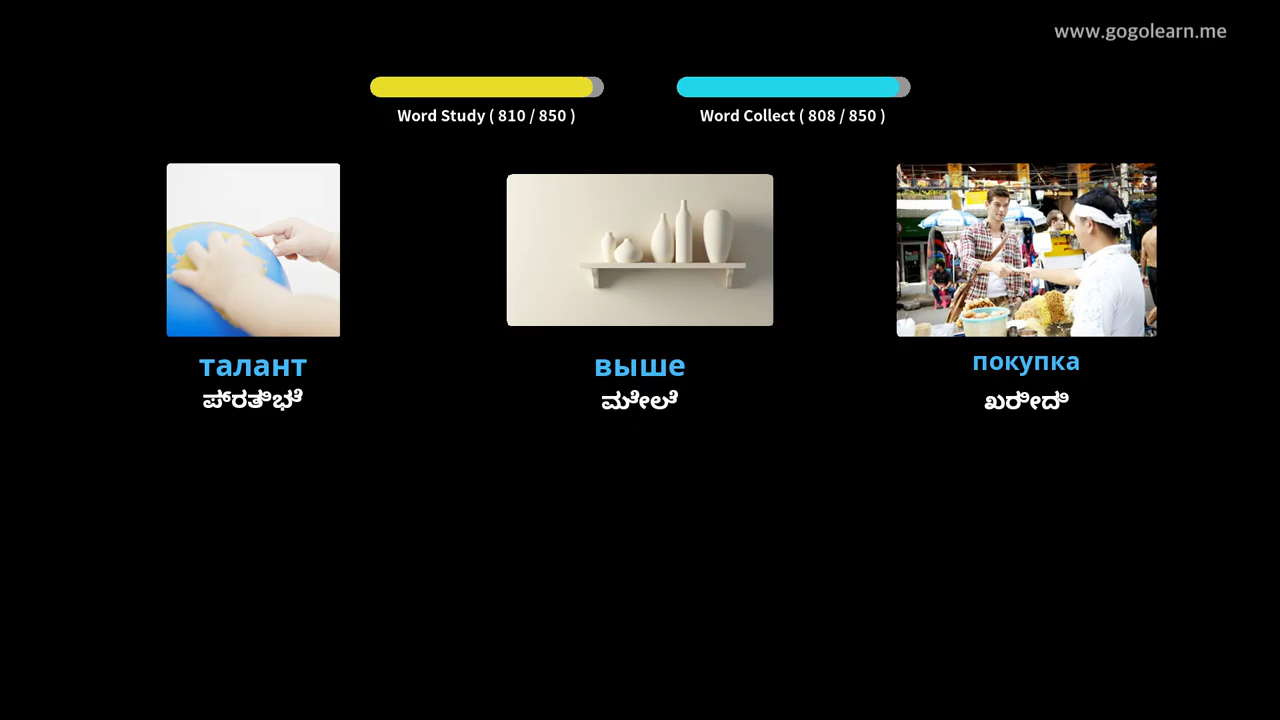 www.gogolearn.me
Word Study ( 810 / 850 )
Word Collect ( 808 / 850 )
талант
ಪ್ರತಿಭೆ
выше
ಮೇಲೆ
покупка
ಖರೀದಿ